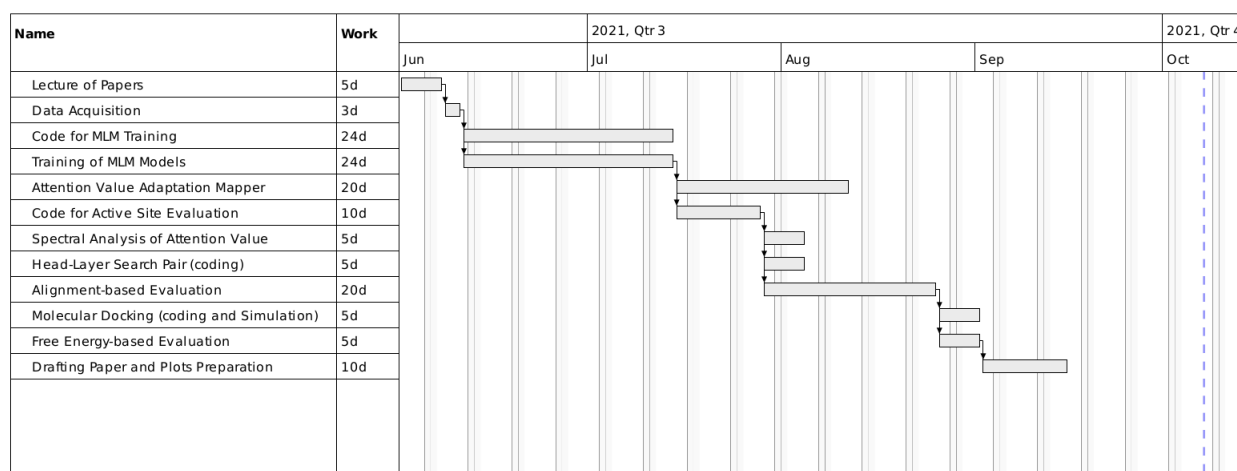 Name Work 2021, Qtr 3 2021, Qtr 4
Jun Jul Aug Sep Oct
Lecture of Papers 5d
Data Acquisition 3d
Code for MLM Training 24d
Training of MLM Models 24d
Attention Value Adaptation Mapper 20d
Code for Active Site Evaluation 10d
Spectral Analysis of Attention Value 5d
Head-Layer Search Pair (coding) 5d
Alignment-based Evaluation 20d
Molecular Docking (coding and Simulation) 5d
Free Energy-based Evaluation 5d
Drafting Paper and Plots Preparation 10d